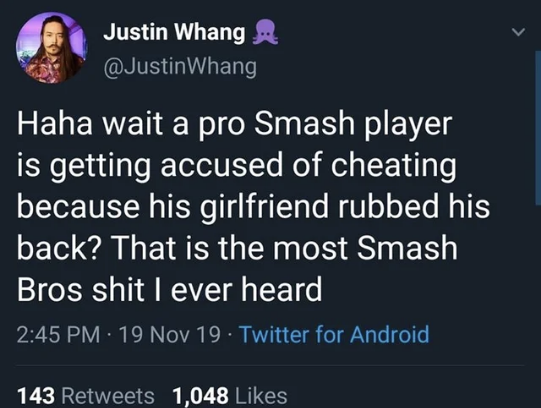 Justin Whang 🐙
@JustinWhang
Haha wait a pro Smash player
is getting accused of cheating
because his girlfriend rubbed his
back? That is the most Smash
Bros shit I ever heard
2:45 PM · 19 Nov 19 · Twitter for Android
143 Retweets 1,048 Likes